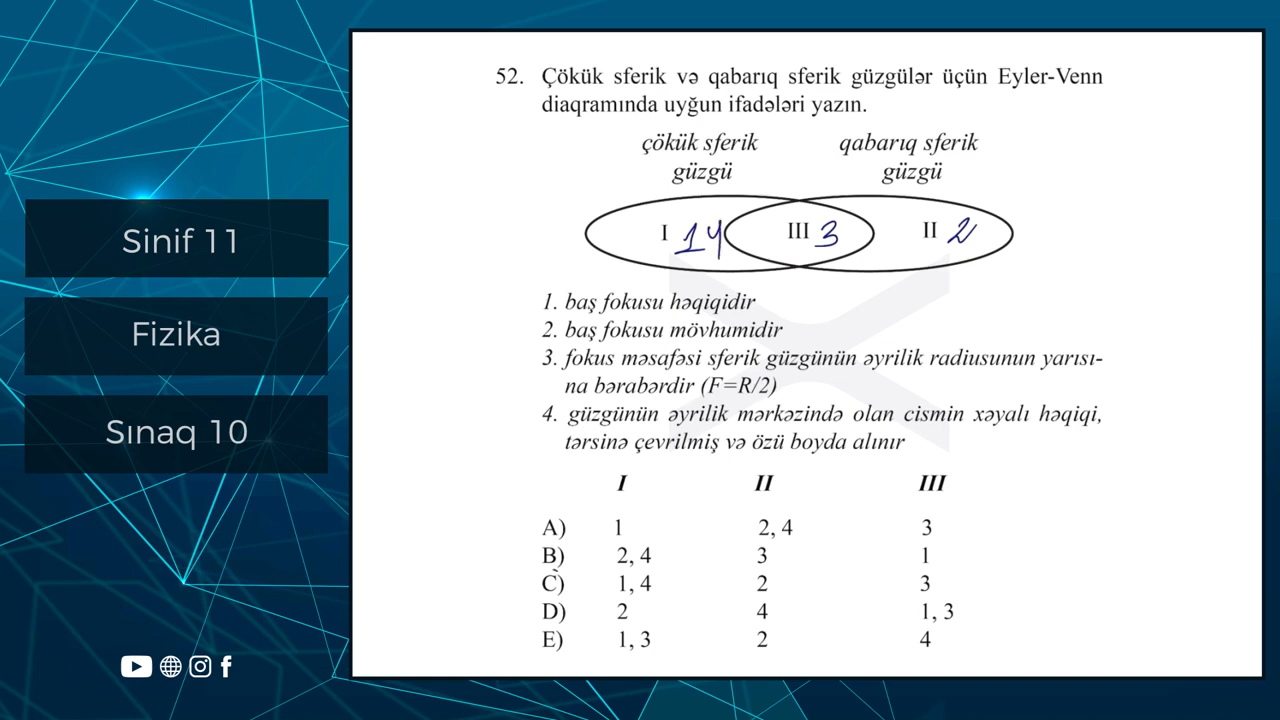 Sinif 11
Fizika
Sınaq 10
52. Çökük sferik və qabarıq sferik güzgülər üçün Eyler-Venn
diaqramında uyğun ifadələri yazın.
çökük sferik qabarıq sferik
güzgü güzgü
I 14 III 3 II 2
1. baş fokusu həqiqidir
2. baş fokusu mövhumidir
3. fokus məsafəsi sferik güzgünün əyrilik radiusunun yarısı-
na bərabərdir (F=R/2)
4. güzgünün əyrilik mərkəzində olan cismin xəyalı həqiqi,
tərsinə çevrilmiş və özü boyda alınır
I II III
A) 1 2, 4 3
B) 2, 4 3 1
C) 1, 4 2 3
D) 2 4 1, 3
E) 1, 3 2 4